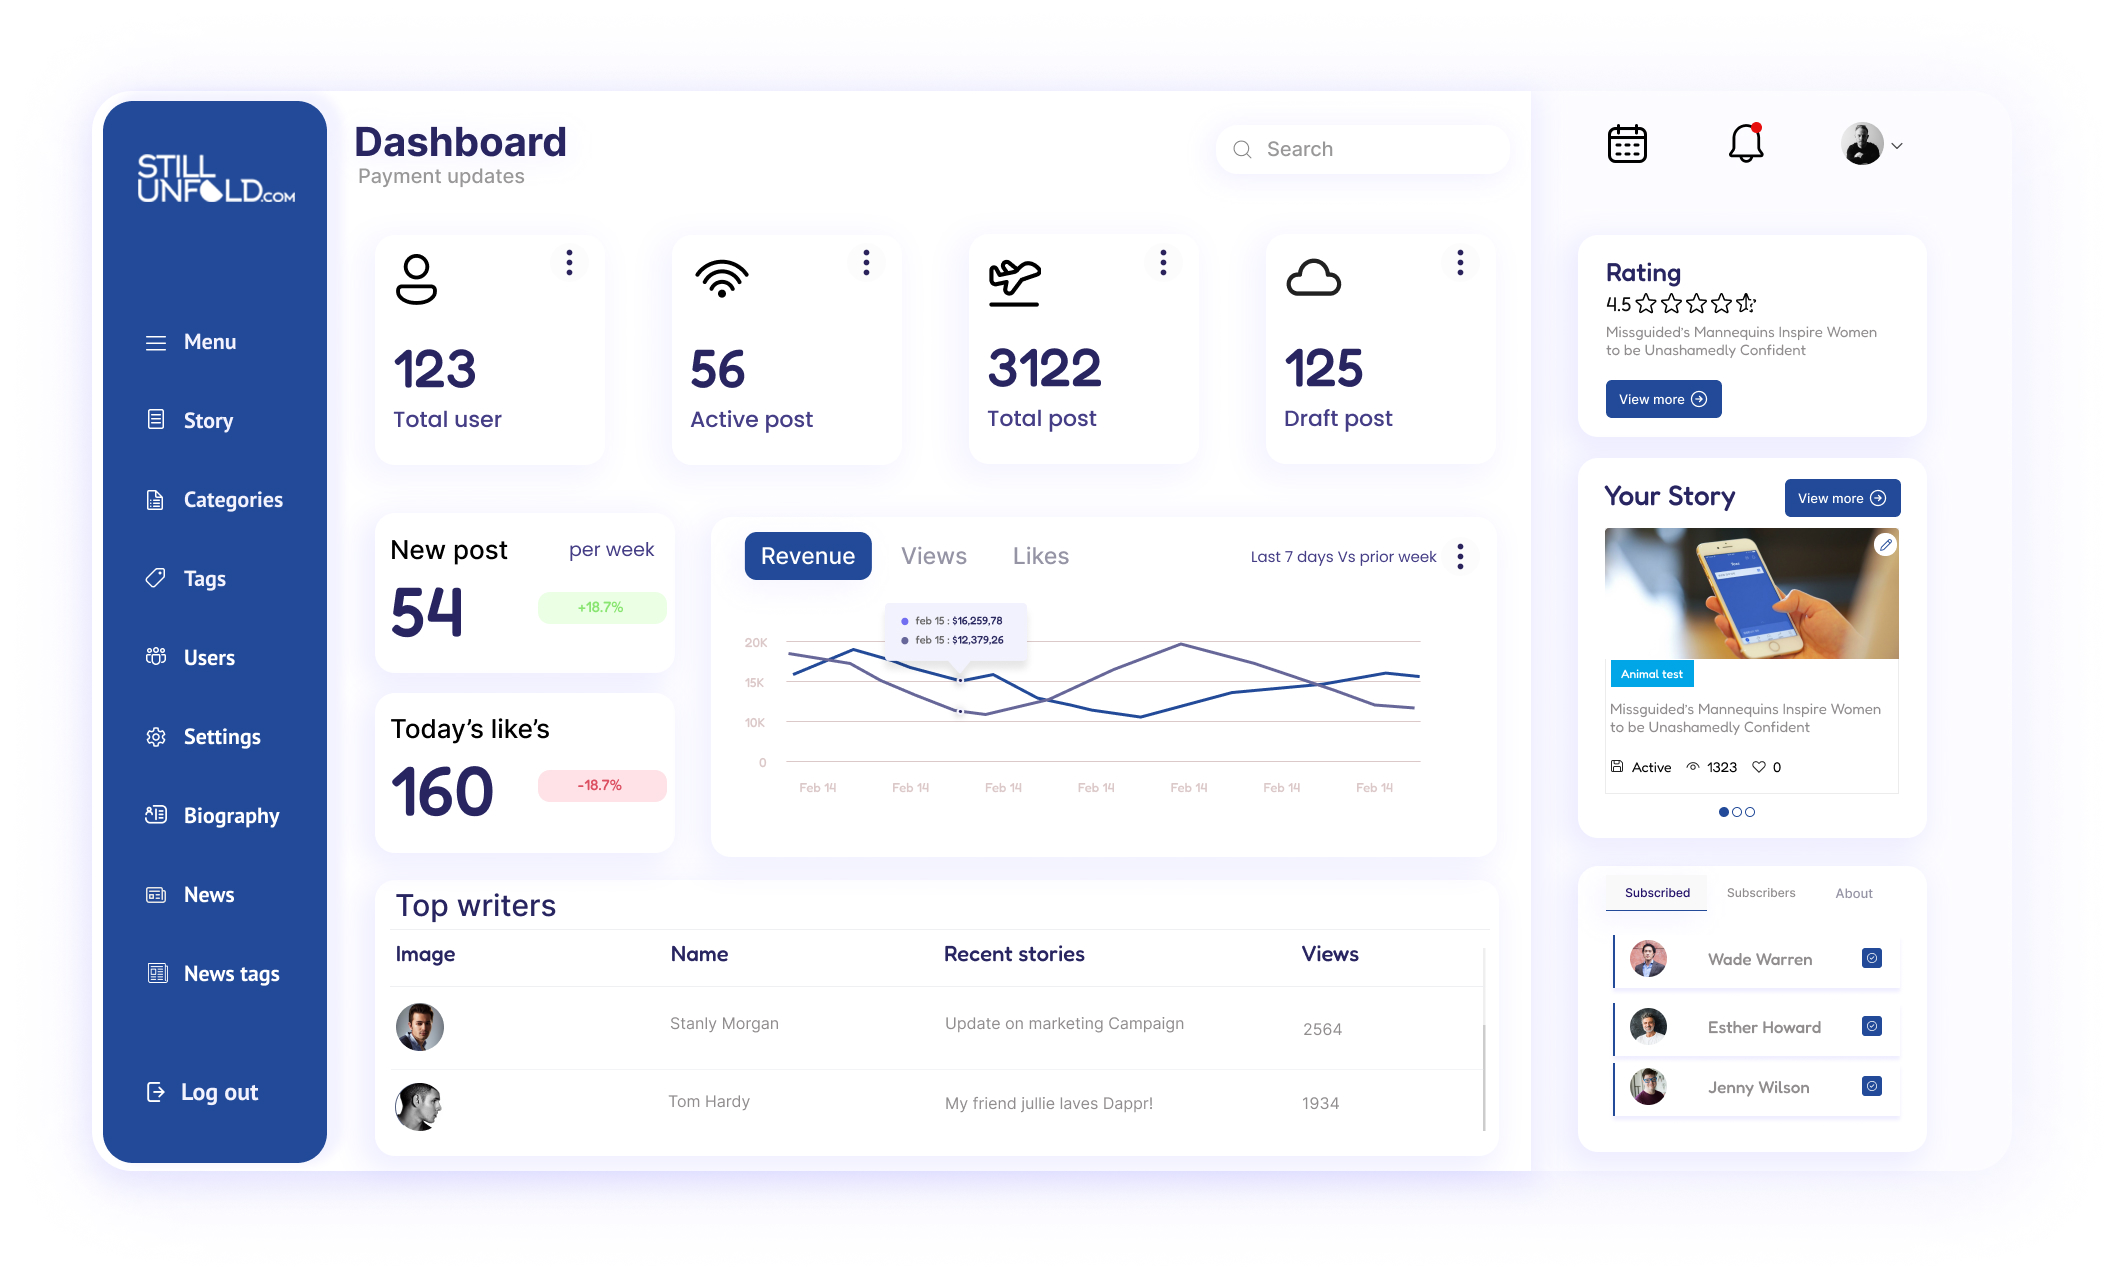 STILL
UNFOLD.COM
Menu
Story
Categories
Tags
Users
Settings
Biography
News
News tags
Log out
Dashboard
Payment updates
Search
123
Total user
56
Active post
3122
Total post
125
Draft post
New post
per week
54
+18.7%
Today’s like’s
160
-18.7%
Revenue
Views
Likes
Last 7 days Vs prior week
feb 15 : $16,259,78
feb 15 : $12,379,26
20K
15K
10K
0
Feb 14
Feb 14
Feb 14
Feb 14
Feb 14
Feb 14
Feb 14
Top writers
Image
Name
Recent stories
Views
Stanly Morgan
Update on marketing Campaign
2564
Tom Hardy
My friend jullie laves Dappr!
1934
Rating
4.5
Missguided’s Mannequins Inspire Women
to be Unashamedly Confident
View more
Your Story
View more
Animal test
Missguided’s Mannequins Inspire Women
to be Unashamedly Confident
Active
1323
0
Subscribed
Subscribers
About
Wade Warren
Esther Howard
Jenny Wilson